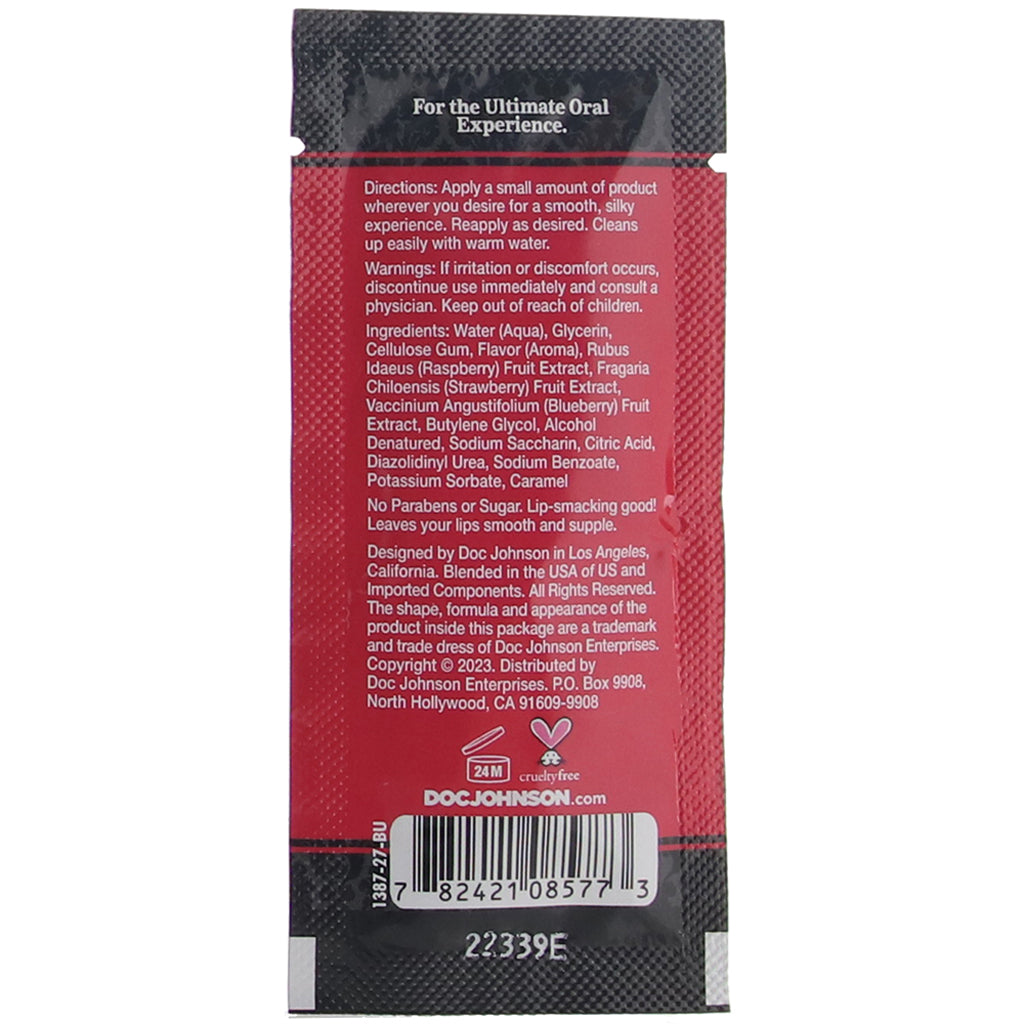 For the Ultimate Oral
Experience.
Directions: Apply a small amount of product
wherever you desire for a smooth, silky
experience. Reapply as desired. Cleans
up easily with warm water.
Warnings: If irritation or discomfort occurs,
discontinue use immediately and consult a
physician. Keep out of reach of children.
Ingredients: Water (Aqua), Glycerin,
Cellulose Gum, Flavor (Aroma), Rubus
Idaeus (Raspberry) Fruit Extract, Fragaria
Chiloensis (Strawberry) Fruit Extract,
Vaccinium Angustifolium (Blueberry) Fruit
Extract, Butylene Glycol, Alcohol
Denatured, Sodium Saccharin, Citric Acid,
Diazolidinyl Urea, Sodium Benzoate,
Potassium Sorbate, Caramel
No Parabens or Sugar. Lip-smacking good!
Leaves your lips smooth and supple.
Designed by Doc Johnson in Los Angeles,
California. Blended in the USA of US and
Imported Components. All Rights Reserved.
The shape, formula and appearance of the
product inside this package are a trademark
and trade dress of Doc Johnson Enterprises.
Copyright © 2023. Distributed by
Doc Johnson Enterprises. P.O. Box 9908,
North Hollywood, CA 91609-9908
24M
crueltyfree
DOCJOHNSON.com
1387-27-BU
7 82421 08577 3
22339E